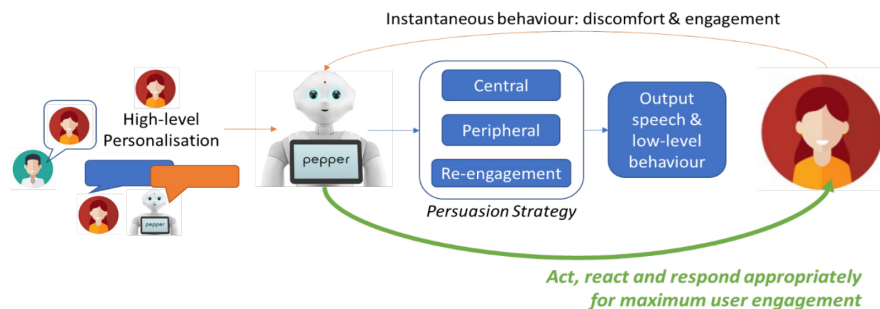 Instantaneous behaviour: discomfort & engagement
High-level
Personalisation
pepper
pepper
Central
Peripheral
Re-engagement
Persuasion Strategy
Output
speech &
low-level
behaviour
Act, react and respond appropriately
for maximum user engagement